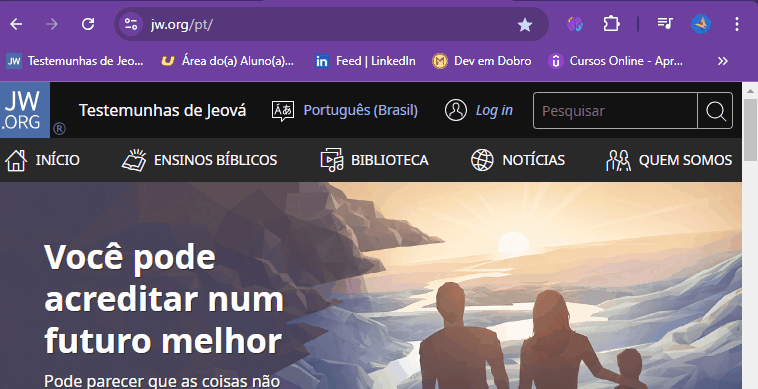 jw.org/pt/
JW Testemunhas de Jeo... Área do(a) Aluno(a)... in Feed | LinkedIn M Dev em Dobro Cursos Online - Apr... »
JW
.ORG
® Testemunhas de Jeová Português (Brasil) Log in Pesquisar
INÍCIO ENSINOS BÍBLICOS BIBLIOTECA NOTÍCIAS QUEM SOMOS
Você pode
acreditar num
futuro melhor
Pode parecer que as coisas não